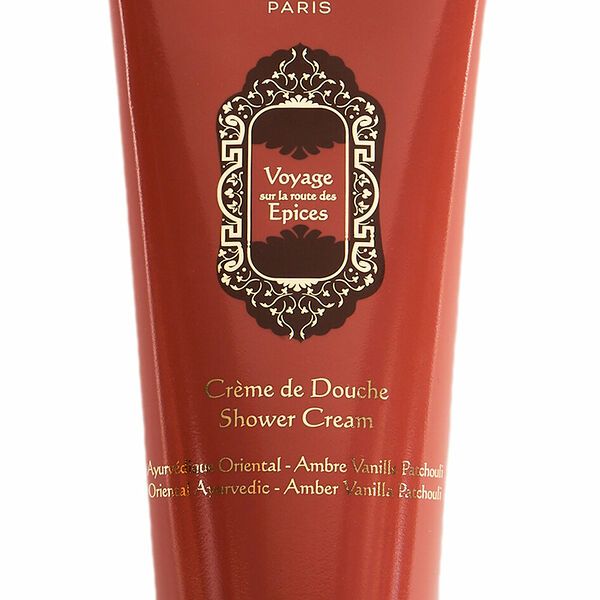 PARIS
Voyage
sur la route des
Epices
Crème de Douche
Shower Cream
Ayurvédique Oriental - Ambre Vanille Patchouli
Oriental Ayurvedic - Amber Vanilla Patchouli